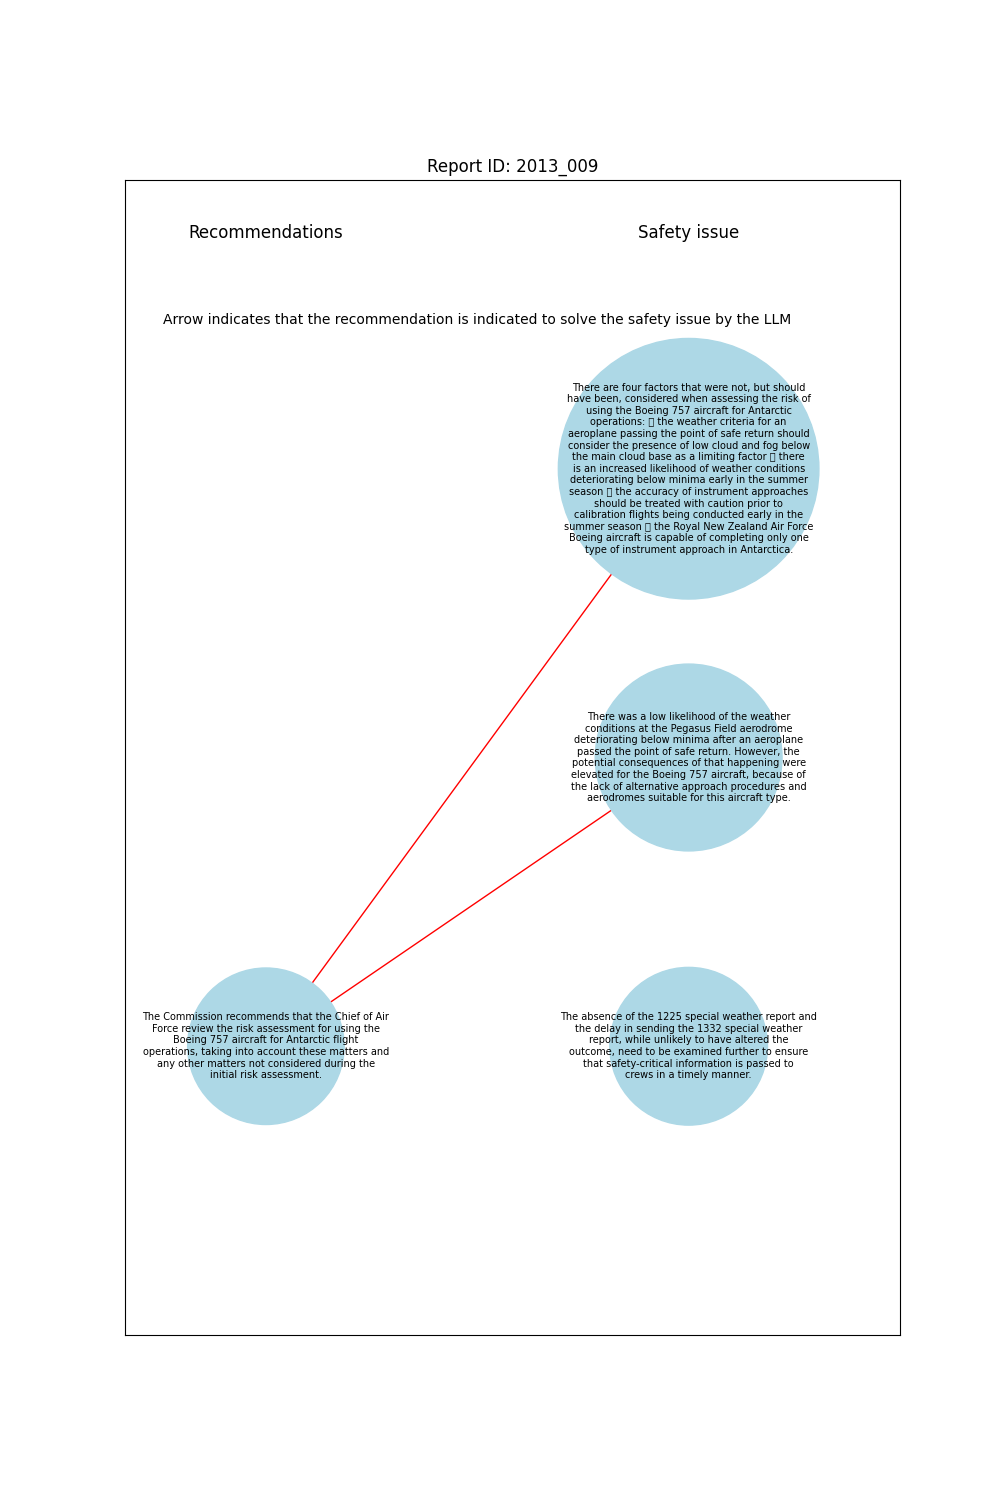 Report ID: 2013_009
Recommendations
Safety issue
Arrow indicates that the recommendation is indicated to solve the safety issue by the LLM
There are four factors that were not, but should
have been, considered when assessing the risk of
using the Boeing 757 aircraft for Antarctic
operations: ▯ the weather criteria for an
aeroplane passing the point of safe return should
consider the presence of low cloud and fog below
the main cloud base as a limiting factor ▯ there
is an increased likelihood of weather conditions
deteriorating below minima early in the summer
season ▯ the accuracy of instrument approaches
should be treated with caution prior to
calibration flights being conducted early in the
summer season ▯ the Royal New Zealand Air Force
Boeing aircraft is capable of completing only one
type of instrument approach in Antarctica.
There was a low likelihood of the weather
conditions at the Pegasus Field aerodrome
deteriorating below minima after an aeroplane
passed the point of safe return. However, the
potential consequences of that happening were
elevated for the Boeing 757 aircraft, because of
the lack of alternative approach procedures and
aerodromes suitable for this aircraft type.
The Commission recommends that the Chief of Air
Force review the risk assessment for using the
Boeing 757 aircraft for Antarctic flight
operations, taking into account these matters and
any other matters not considered during the
initial risk assessment.
The absence of the 1225 special weather report and
the delay in sending the 1332 special weather
report, while unlikely to have altered the
outcome, need to be examined further to ensure
that safety-critical information is passed to
crews in a timely manner.